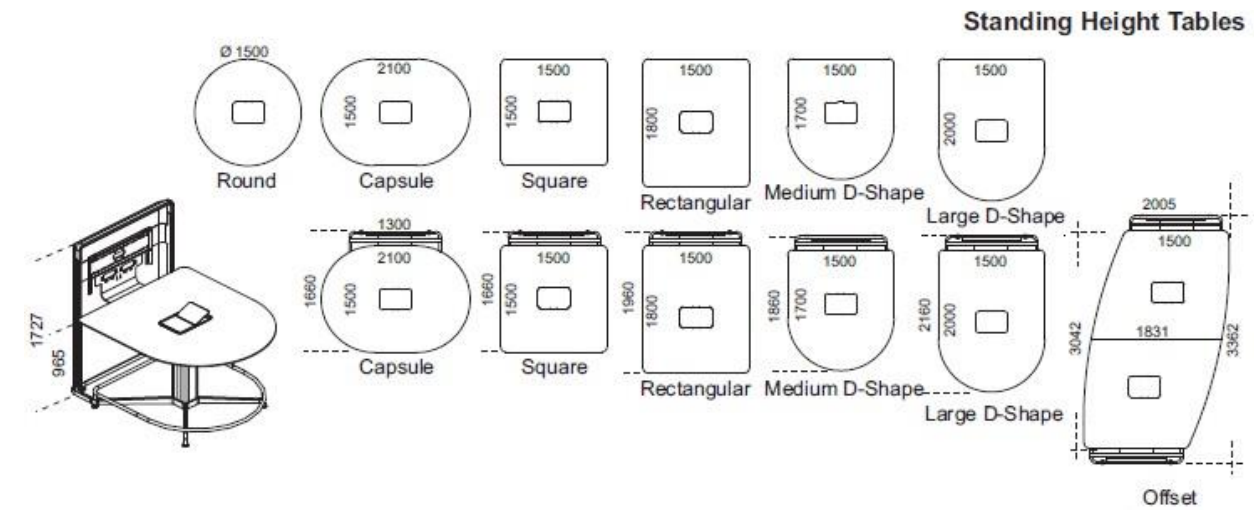 Standing Height Tables
Ø 1500
Round
2100
1500
Capsule
1500
1500
Square
1500
1800
Rectangular
1500
1700
Medium D-Shape
1500
2000
Large D-Shape
1727
965
1300
2100
1660
1500
Capsule
1500
1660
1500
Square
1500
1960
1800
Rectangular
1500
1860
1700
Medium D-Shape
1500
2160
2000
Large D-Shape
2005
1500
1831
3042
3362
Offset